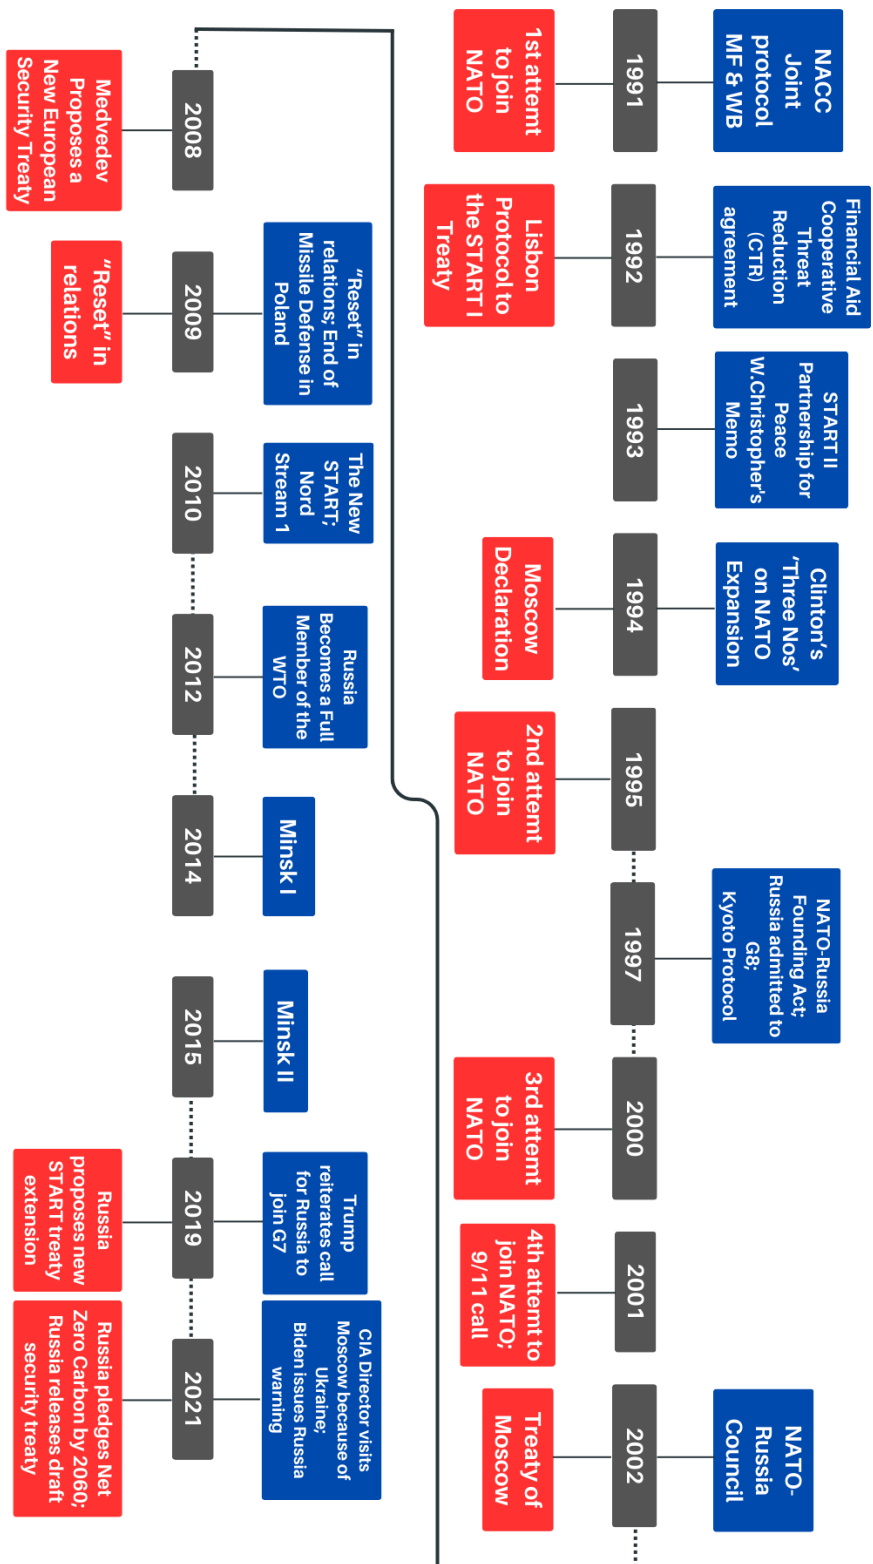 NACC
Joint
protocol
MF & WB
1991
1st attemt
to join
NATO
Financial Aid
Cooperative
Threat
Reduction
(CTR)
agreement
1992
Lisbon
Protocol to
the START I
Treaty
START II
Partnership for
Peace
W.Christopher's
Memo
1993
Clinton's
'Three Nos'
on NATO
Expansion
1994
Moscow
Declaration
1995
2nd attemt
to join
NATO
NATO-Russia
Founding Act;
Russia admitted to
G8;
Kyoto Protocol
1997
2000
3rd attemt
to join
NATO
2001
4th attemt to
join NATO;
9/11 call
NATO-
Russia
Council
2002
Treaty of
Moscow
2008
Medvedev
Proposes a
New European
Security Treaty
"Reset" in
relations; End of
Missile Defense in
Poland
2009
"Reset" in
relations
The New
START;
Nord
Stream 1
2010
Russia
Becomes a Full
Member of the
WTO
2012
Minsk I
2014
Minsk II
2015
Trump
reiterates call
for Russia to
join G7
2019
Russia
proposes new
START treaty
extension
CIA Director visits
Moscow because of
Ukraine;
Biden issues Russia
warning
2021
Russia pledges Net
Zero Carbon by 2060;
Russia releases draft
security treaty